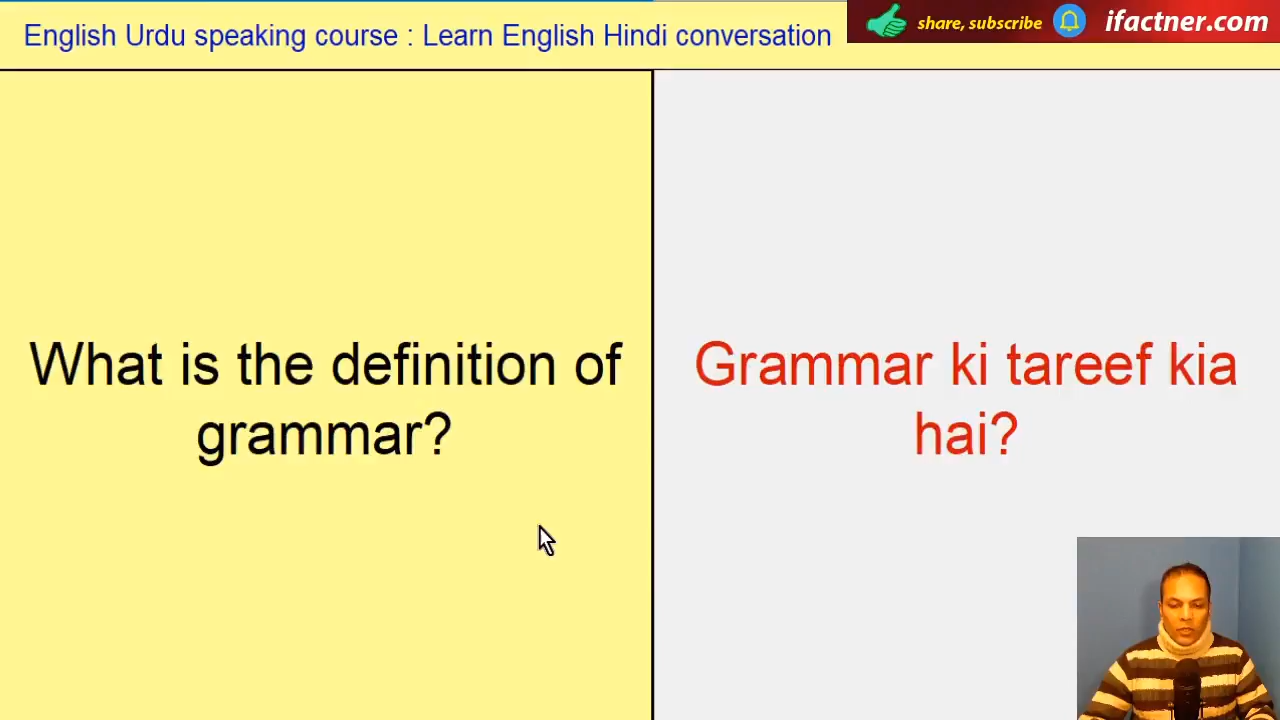 English Urdu speaking course : Learn English Hindi conversation
share, subscribe
ifactner.com
What is the definition of
grammar?
Grammar ki tareef kia
hai?